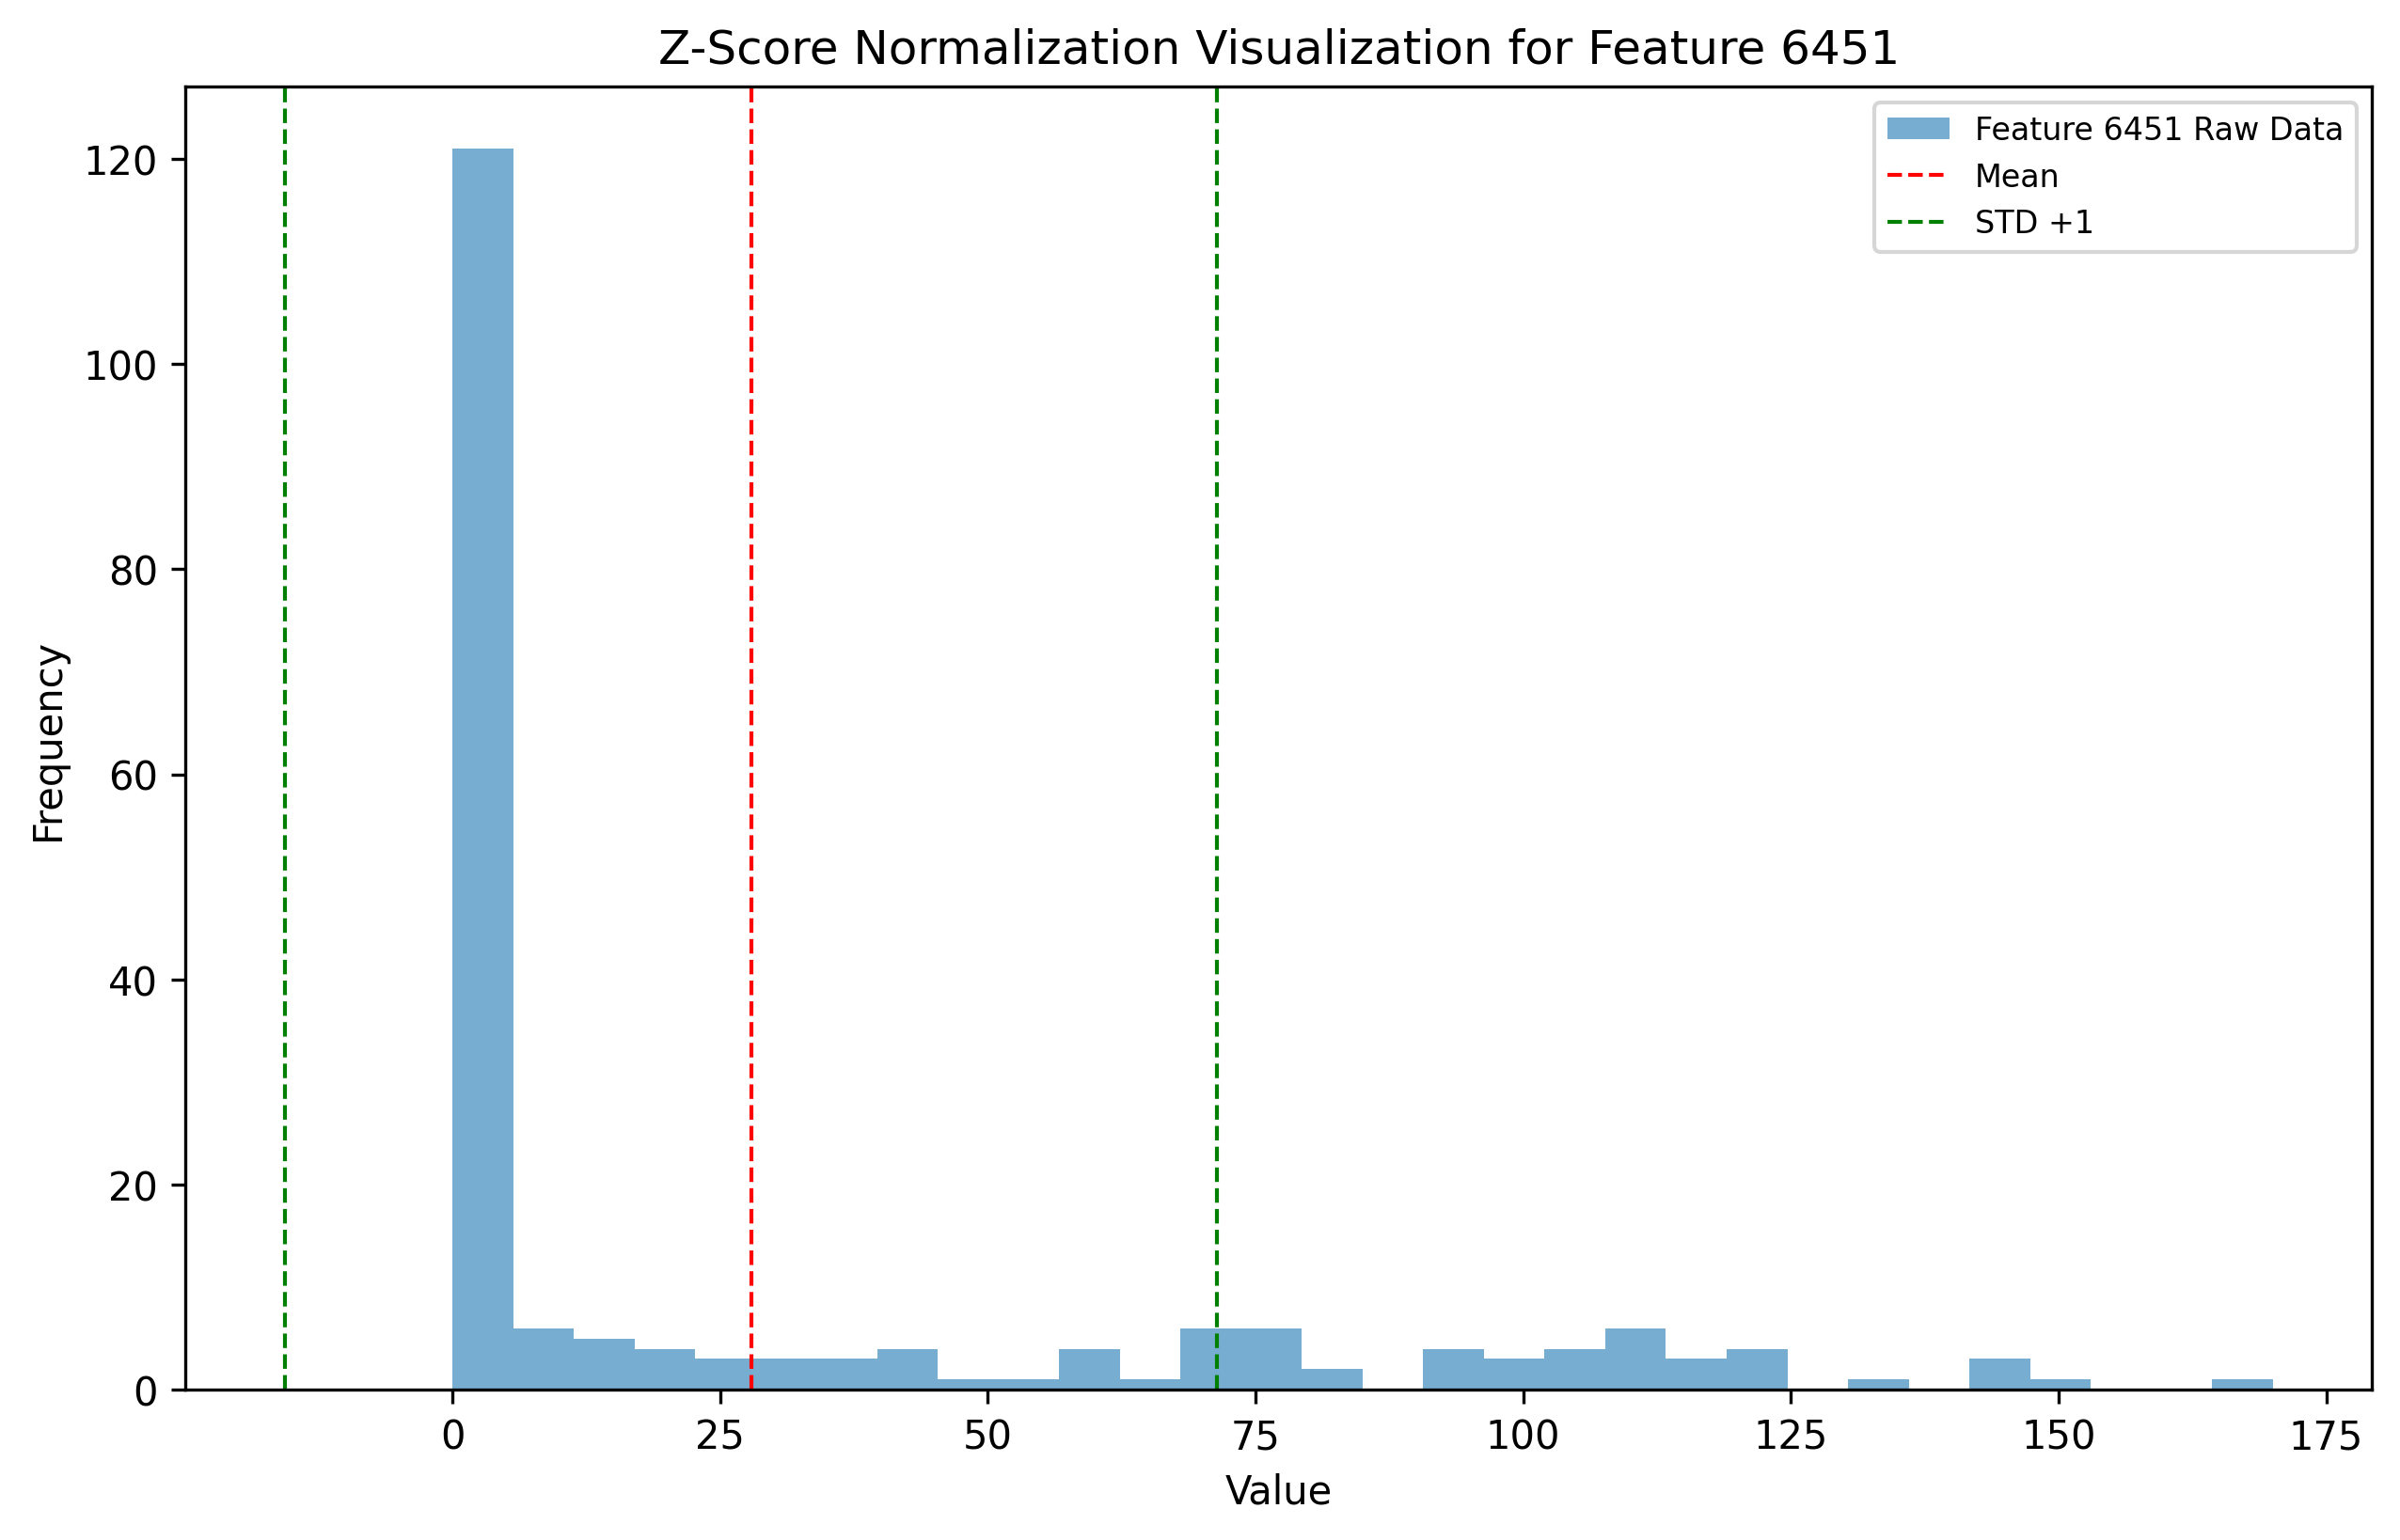 Z-Score Normalization Visualization for Feature 6451
Feature 6451 Raw Data
Mean
STD +1
120
100
80
60
40
20
0
Frequency
0 25 50 75 100 125 150 175
Value